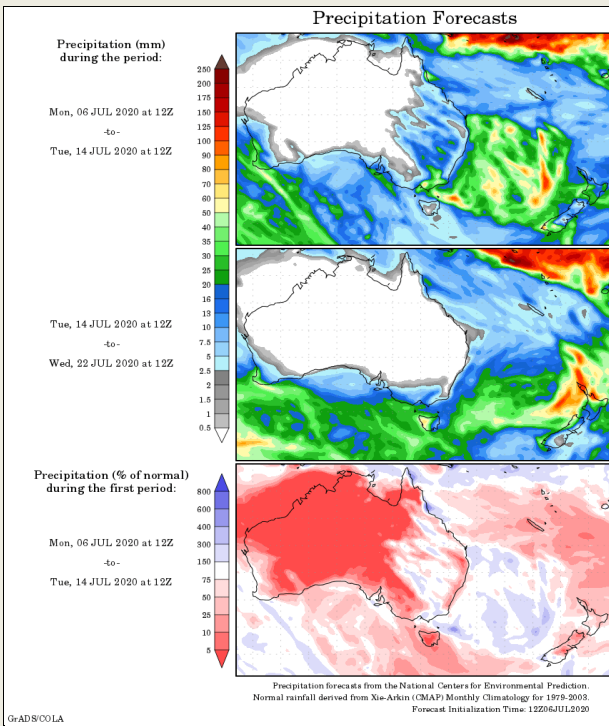 Precipitation Forecasts
Precipitation (mm)
during the period:
Mon, 06 JUL 2020 at 12Z
-to-
Tue, 14 JUL 2020 at 12Z
250
200
175
150
125
100
90
80
70
60
50
40
35
30
25
20
16
13
10
7.5
5
2.5
2
1.5
1
0.5
Tue, 14 JUL 2020 at 12Z
-to-
Wed, 22 JUL 2020 at 12Z
Precipitation (% of normal)
during the first period:
Mon, 06 JUL 2020 at 12Z
-to-
Tue, 14 JUL 2020 at 12Z
800
600
400
300
150
75
50
25
10
5
Precipitation forecasts from the National Centers for Environmental Prediction.
Normal rainfall derived from Xie-Arkin (CMAP) Monthly Climatology for 1979-2003.
Forecast Initialization Time: 12Z06JUL2020
GrADS/COLA